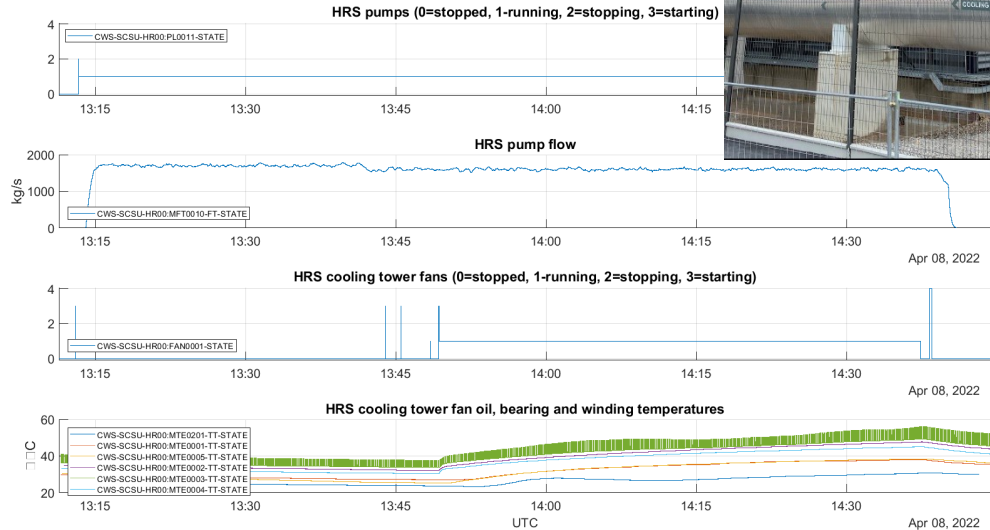 HRS pumps (0=stopped, 1-running, 2=stopping, 3=starting)
COOLING
4
CWS-SCSU-HR00:PL0011-STATE
2
0
13:15 13:30 13:45 14:00 14:15
HRS pump flow
2000
kg/s
1000
CWS-SCSU-HR00:MFT0010-FT-STATE
0
13:15 13:30 13:45 14:00 14:15 14:30
Apr 08, 2022
HRS cooling tower fans (0=stopped, 1-running, 2=stopping, 3=starting)
4
2
CWS-SCSU-HR00:FAN0001-STATE
0
13:15 13:30 13:45 14:00 14:15 14:30
Apr 08, 2022
HRS cooling tower fan oil, bearing and winding temperatures
60
□□C
40
20
CWS-SCSU-HR00:MTE0201-TT-STATE
CWS-SCSU-HR00:MTE0001-TT-STATE
CWS-SCSU-HR00:MTE0005-TT-STATE
CWS-SCSU-HR00:MTE0002-TT-STATE
CWS-SCSU-HR00:MTE0003-TT-STATE
CWS-SCSU-HR00:MTE0004-TT-STATE
13:15 13:30 13:45 14:00 14:15 14:30
UTC
Apr 08, 2022